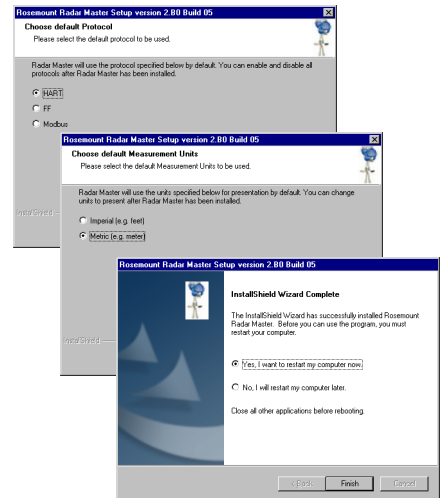 Rosemount Radar Master Setup version 2.B0 Build 05
Choose default Protocol
Please select the default protocol to be used.
Radar Master will use the protocol specified below by default. You can enable and disable all
protocols after Radar Master has been installed.
HART
FF
Modbus
InstallShield
Rosemount Radar Master Setup version 2.B0 Build 05
Choose default Measurement Units
Please select the default Measurement Units to be used.
Radar Master will use the units specified below for presentation by default. You can change
units to present after Radar Master has been installed.
Imperial (e.g. feet)
Metric (e.g. meter)
InstallShield
Rosemount Radar Master Setup version 2.B0 Build 05
InstallShield Wizard Complete
The InstallShield Wizard has successfully installed Rosemount
Radar Master. Before you can use the program, you must
restart your computer.
Yes, I want to restart my computer now.
No, I will restart my computer later.
Close all other applications before rebooting.
< Back
Finish
Cancel